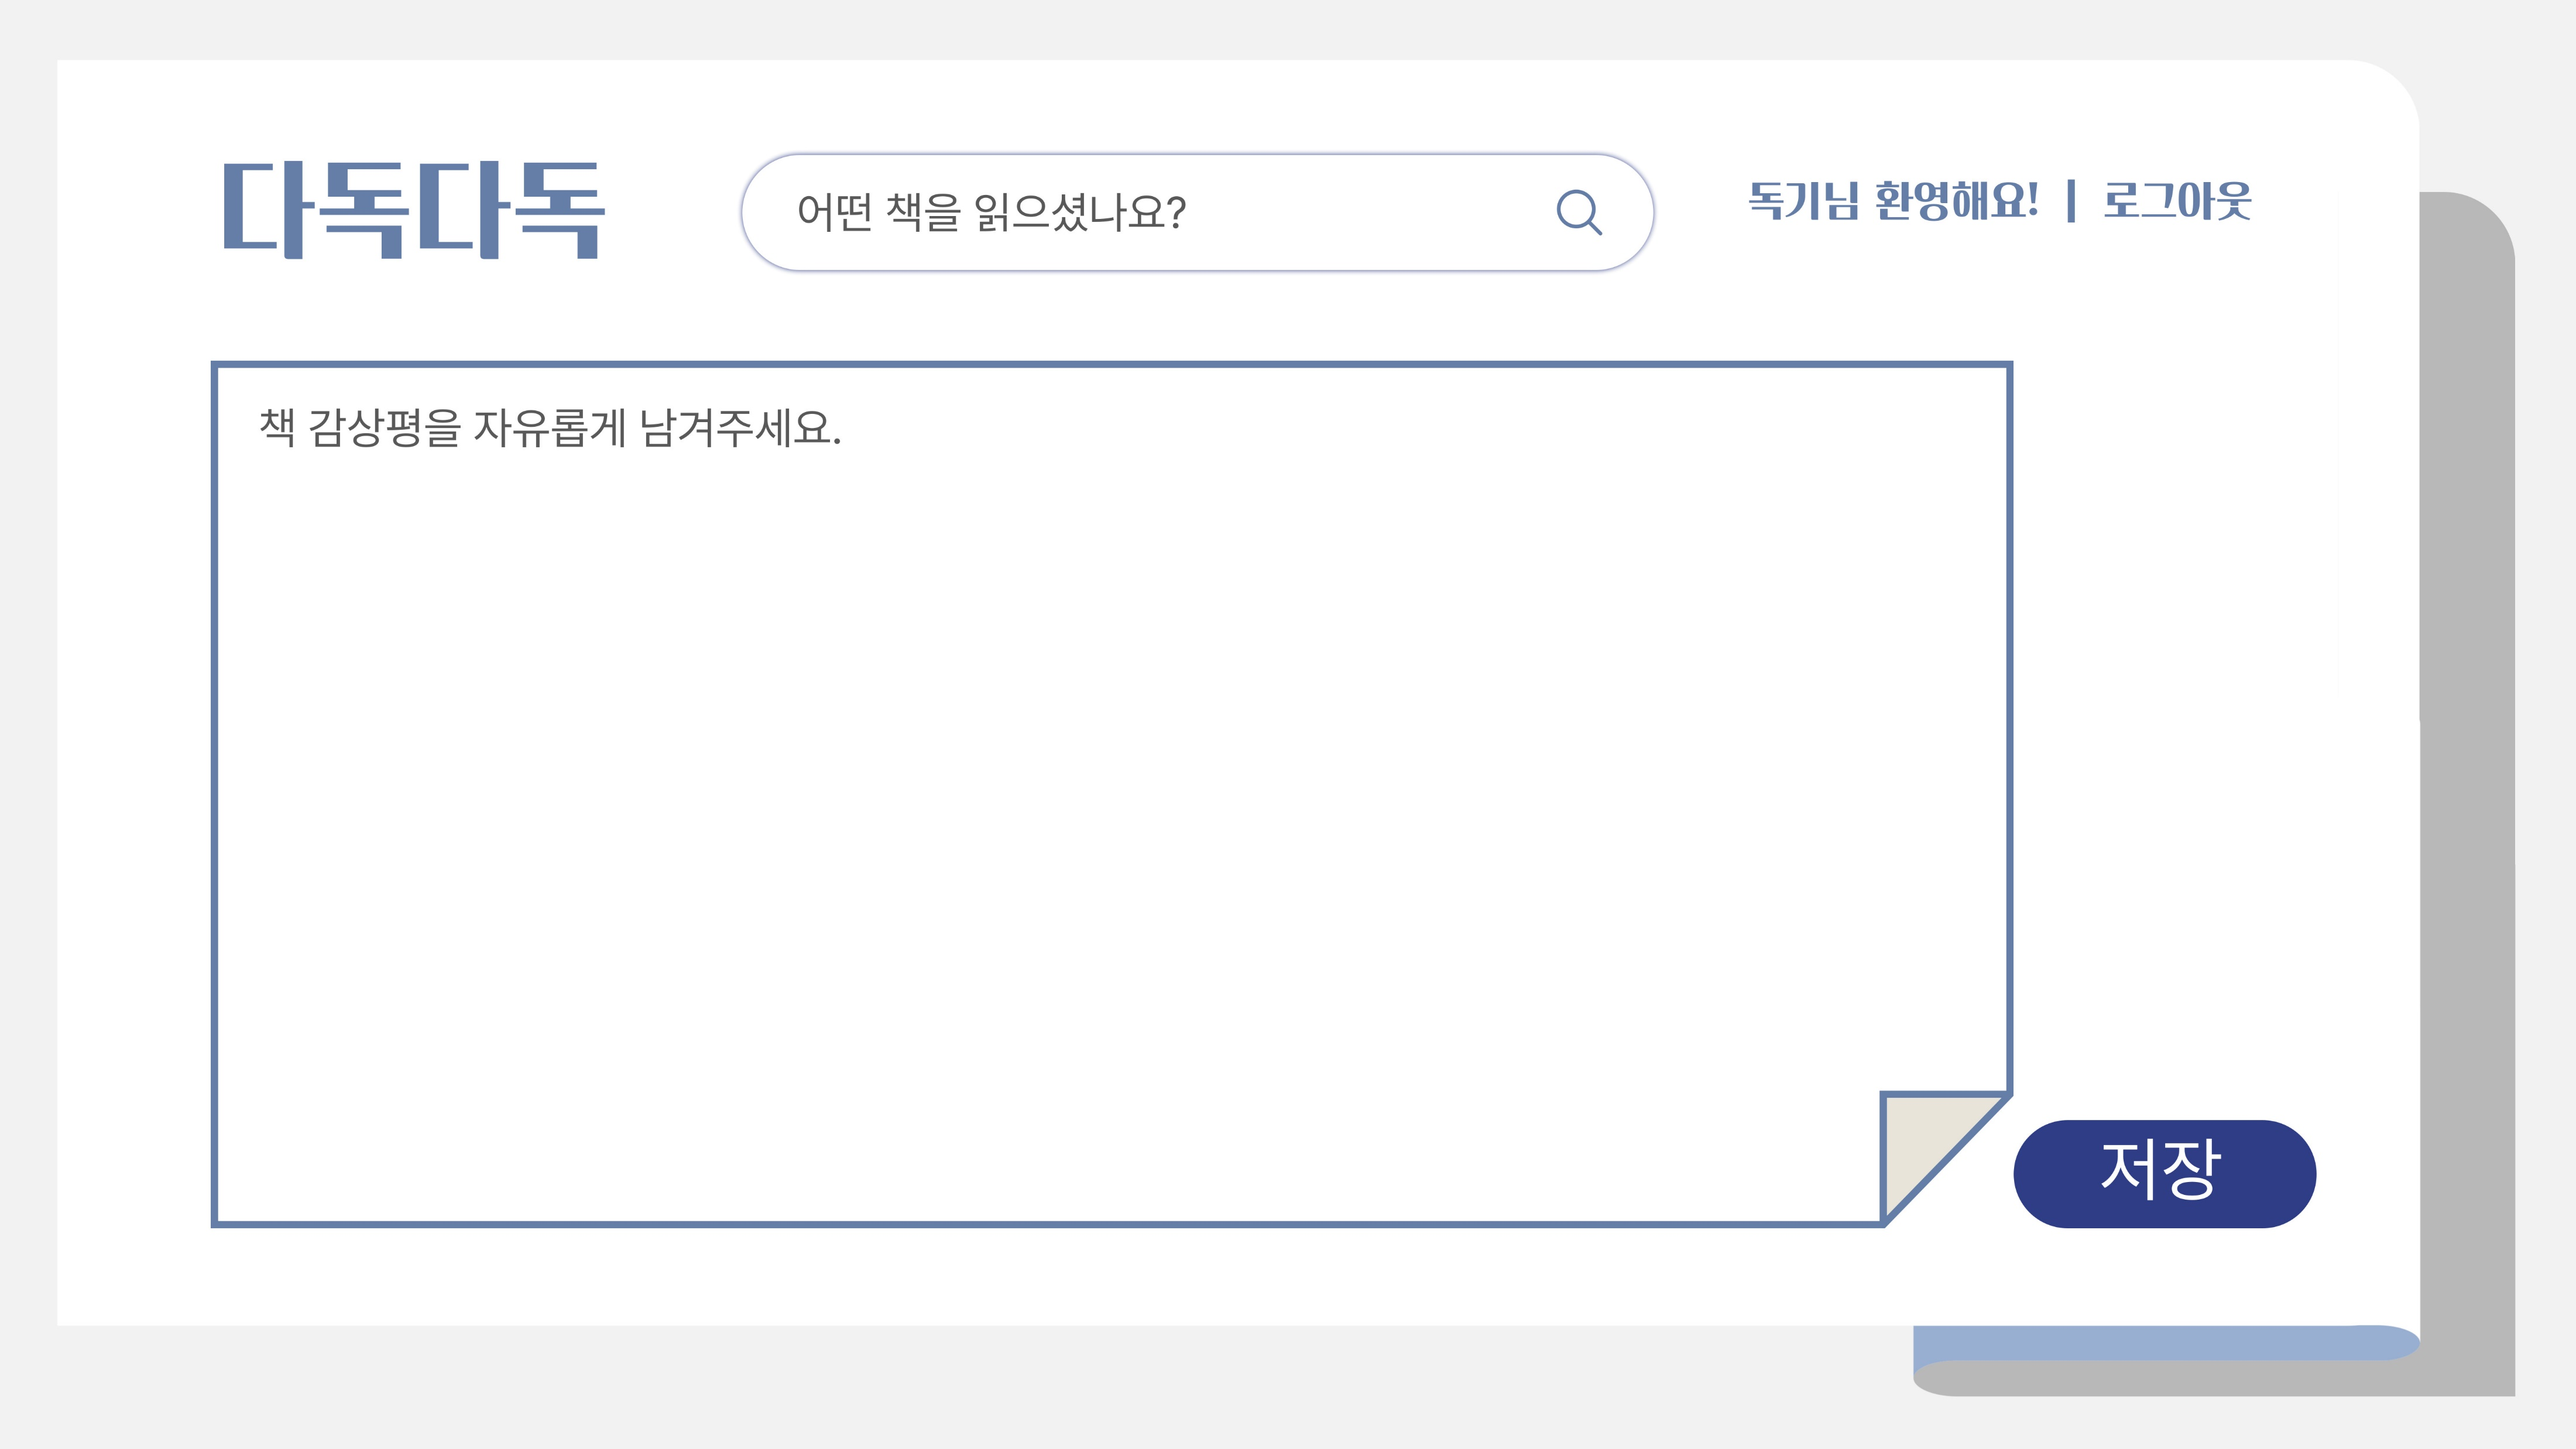 다독다독
어떤 책을 읽으셨나요?
독기님 환영해요! | 로그아웃
책 감상평을 자유롭게 남겨주세요.
저장